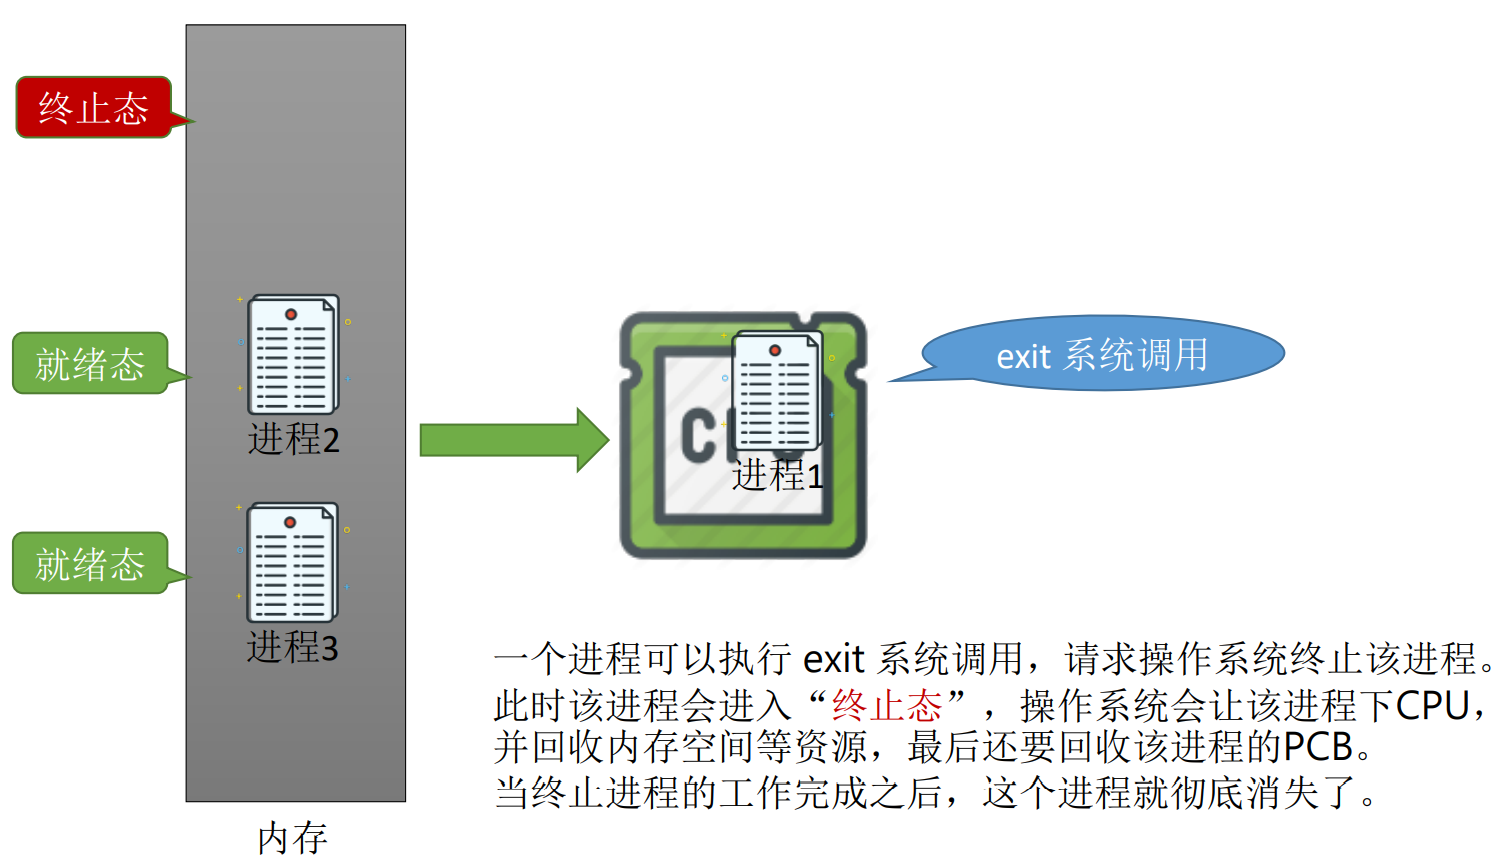 终止态
就绪态
进程2
就绪态
进程3
内存
CPU
进程1
exit 系统调用
一个进程可以执行 exit 系统调用，请求操作系统终止该进程。
此时该进程会进入“终止态”，操作系统会让该进程下CPU，
并回收内存空间等资源，最后还要回收该进程的PCB。
当终止进程的工作完成之后，这个进程就彻底消失了。